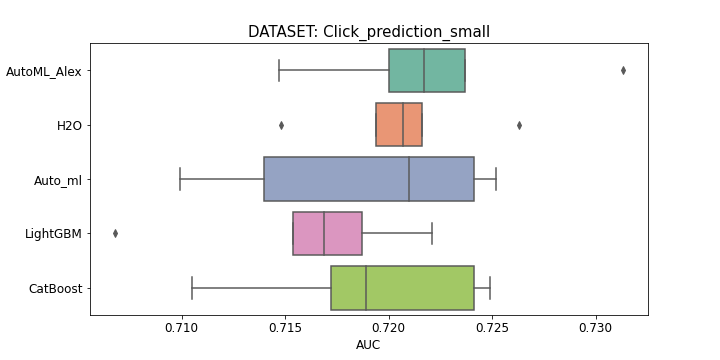 DATASET: Click_prediction_small
AutoML_Alex
H2O
Auto_ml
LightGBM
CatBoost
0.710 0.715 0.720 0.725 0.730
AUC